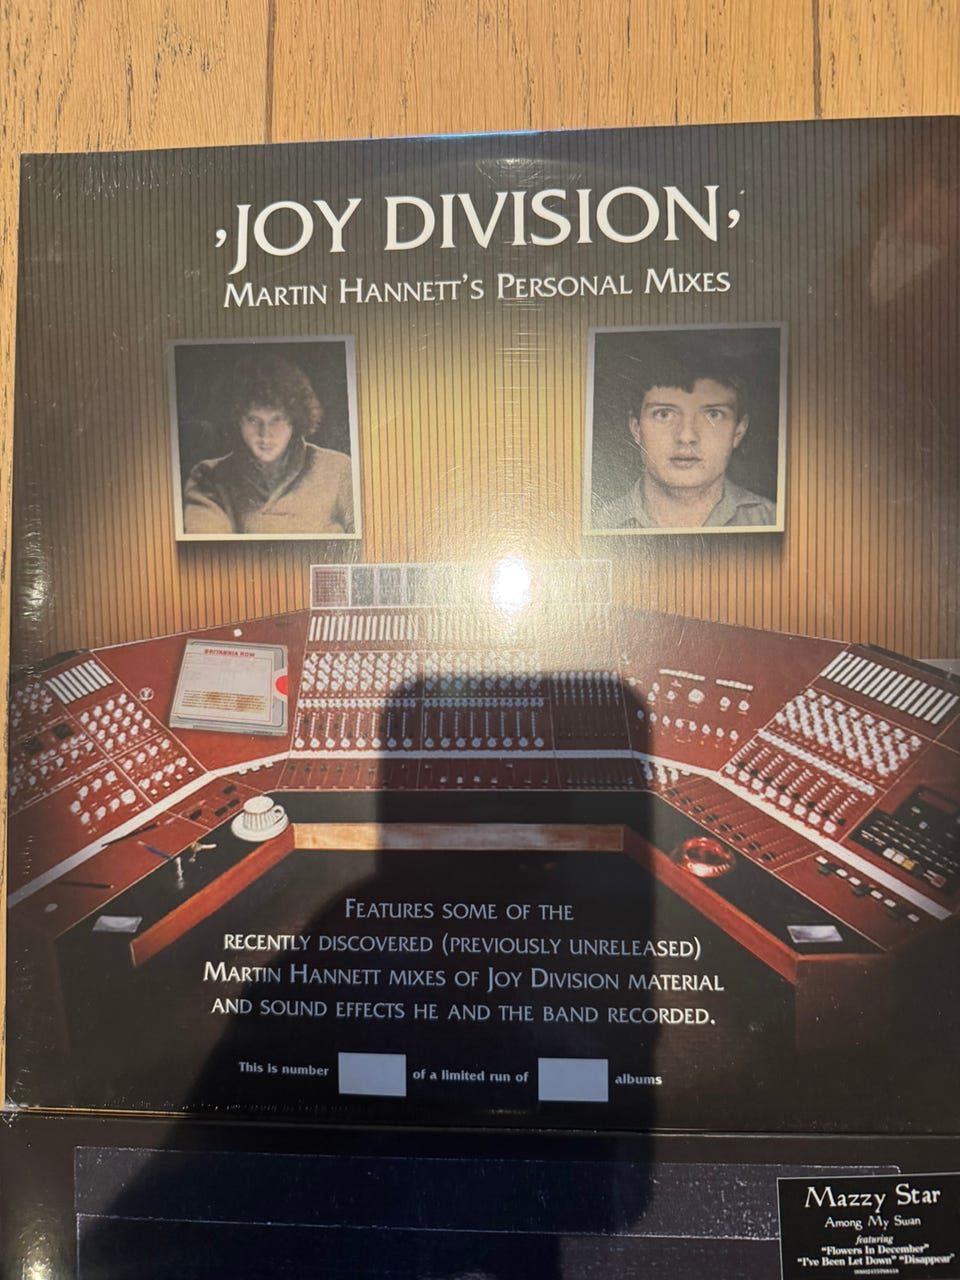 ‚JOY DIVISION,
MARTIN HANNETT'S PERSONAL MIXES
BRITANNIA ROW
FEATURES SOME OF THE
RECENTLY DISCOVERED (PREVIOUSLY UNRELEASED)
MARTIN HANNETT MIXES OF JOY DIVISION MATERIAL
AND SOUND EFFECTS HE AND THE BAND RECORDED.
This is number of a limited run of albums
Mazzy Star
Among My Swan
featuring
"Flowers In December"
"I've Been Let Down" "Disappear"